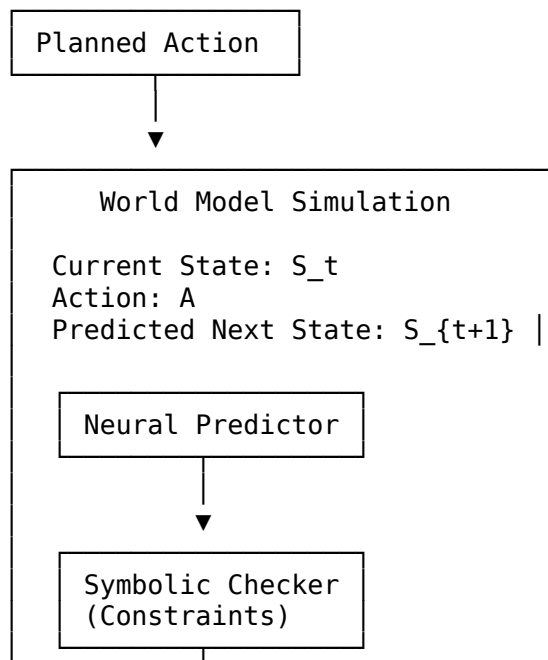 Planned Action
World Model Simulation
Current State: S_t
Action: A
Predicted Next State: S_{t+1} |
Neural Predictor
Symbolic Checker
(Constraints)